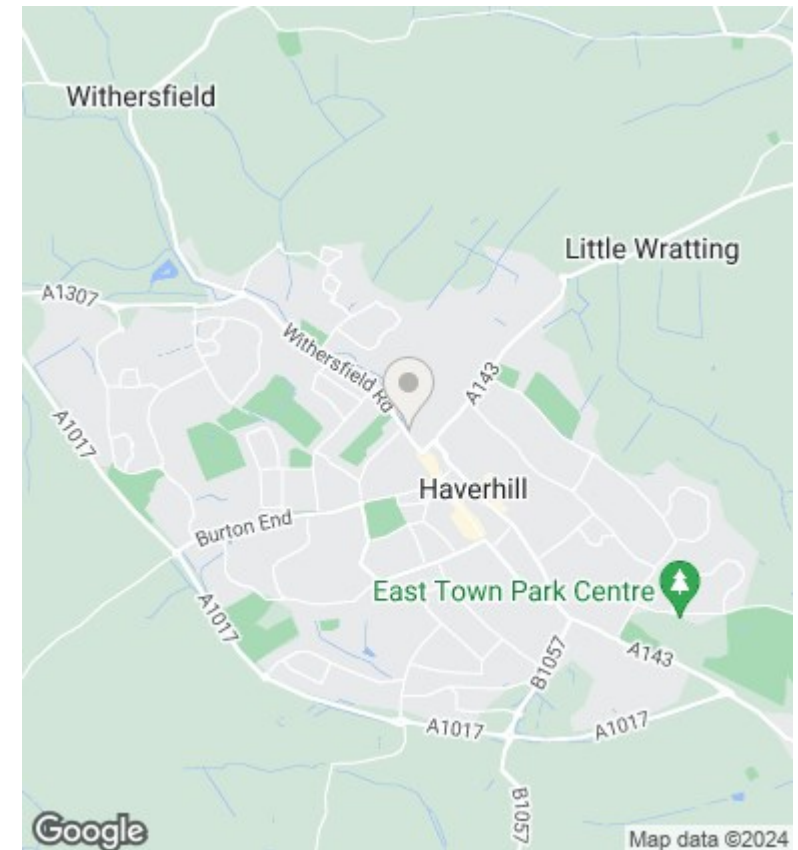 Withersfield
Little Wratting
A1307
Withersfield Rd
A143
A1017
Haverhill
Burton End
East Town Park Centre
A1017
B1057
A143
A1017
A1017
B1057
Google
Map data ©2024